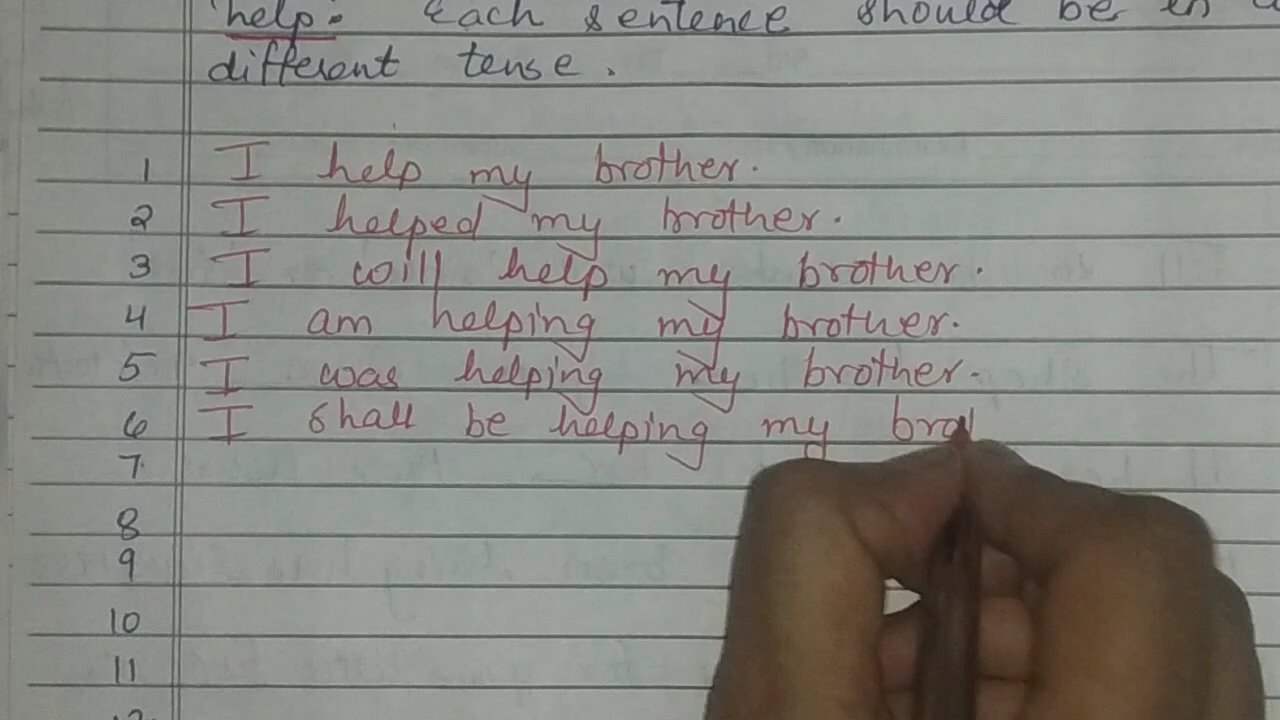 help. Each sentence should be in a
different tense.
1 I help my brother.
2 I helped my brother.
3 I will help my brother.
4 I am helping my brother.
5 I was helping my brother.
6 I shall be helping my brot
7.
8
9
10
11
12